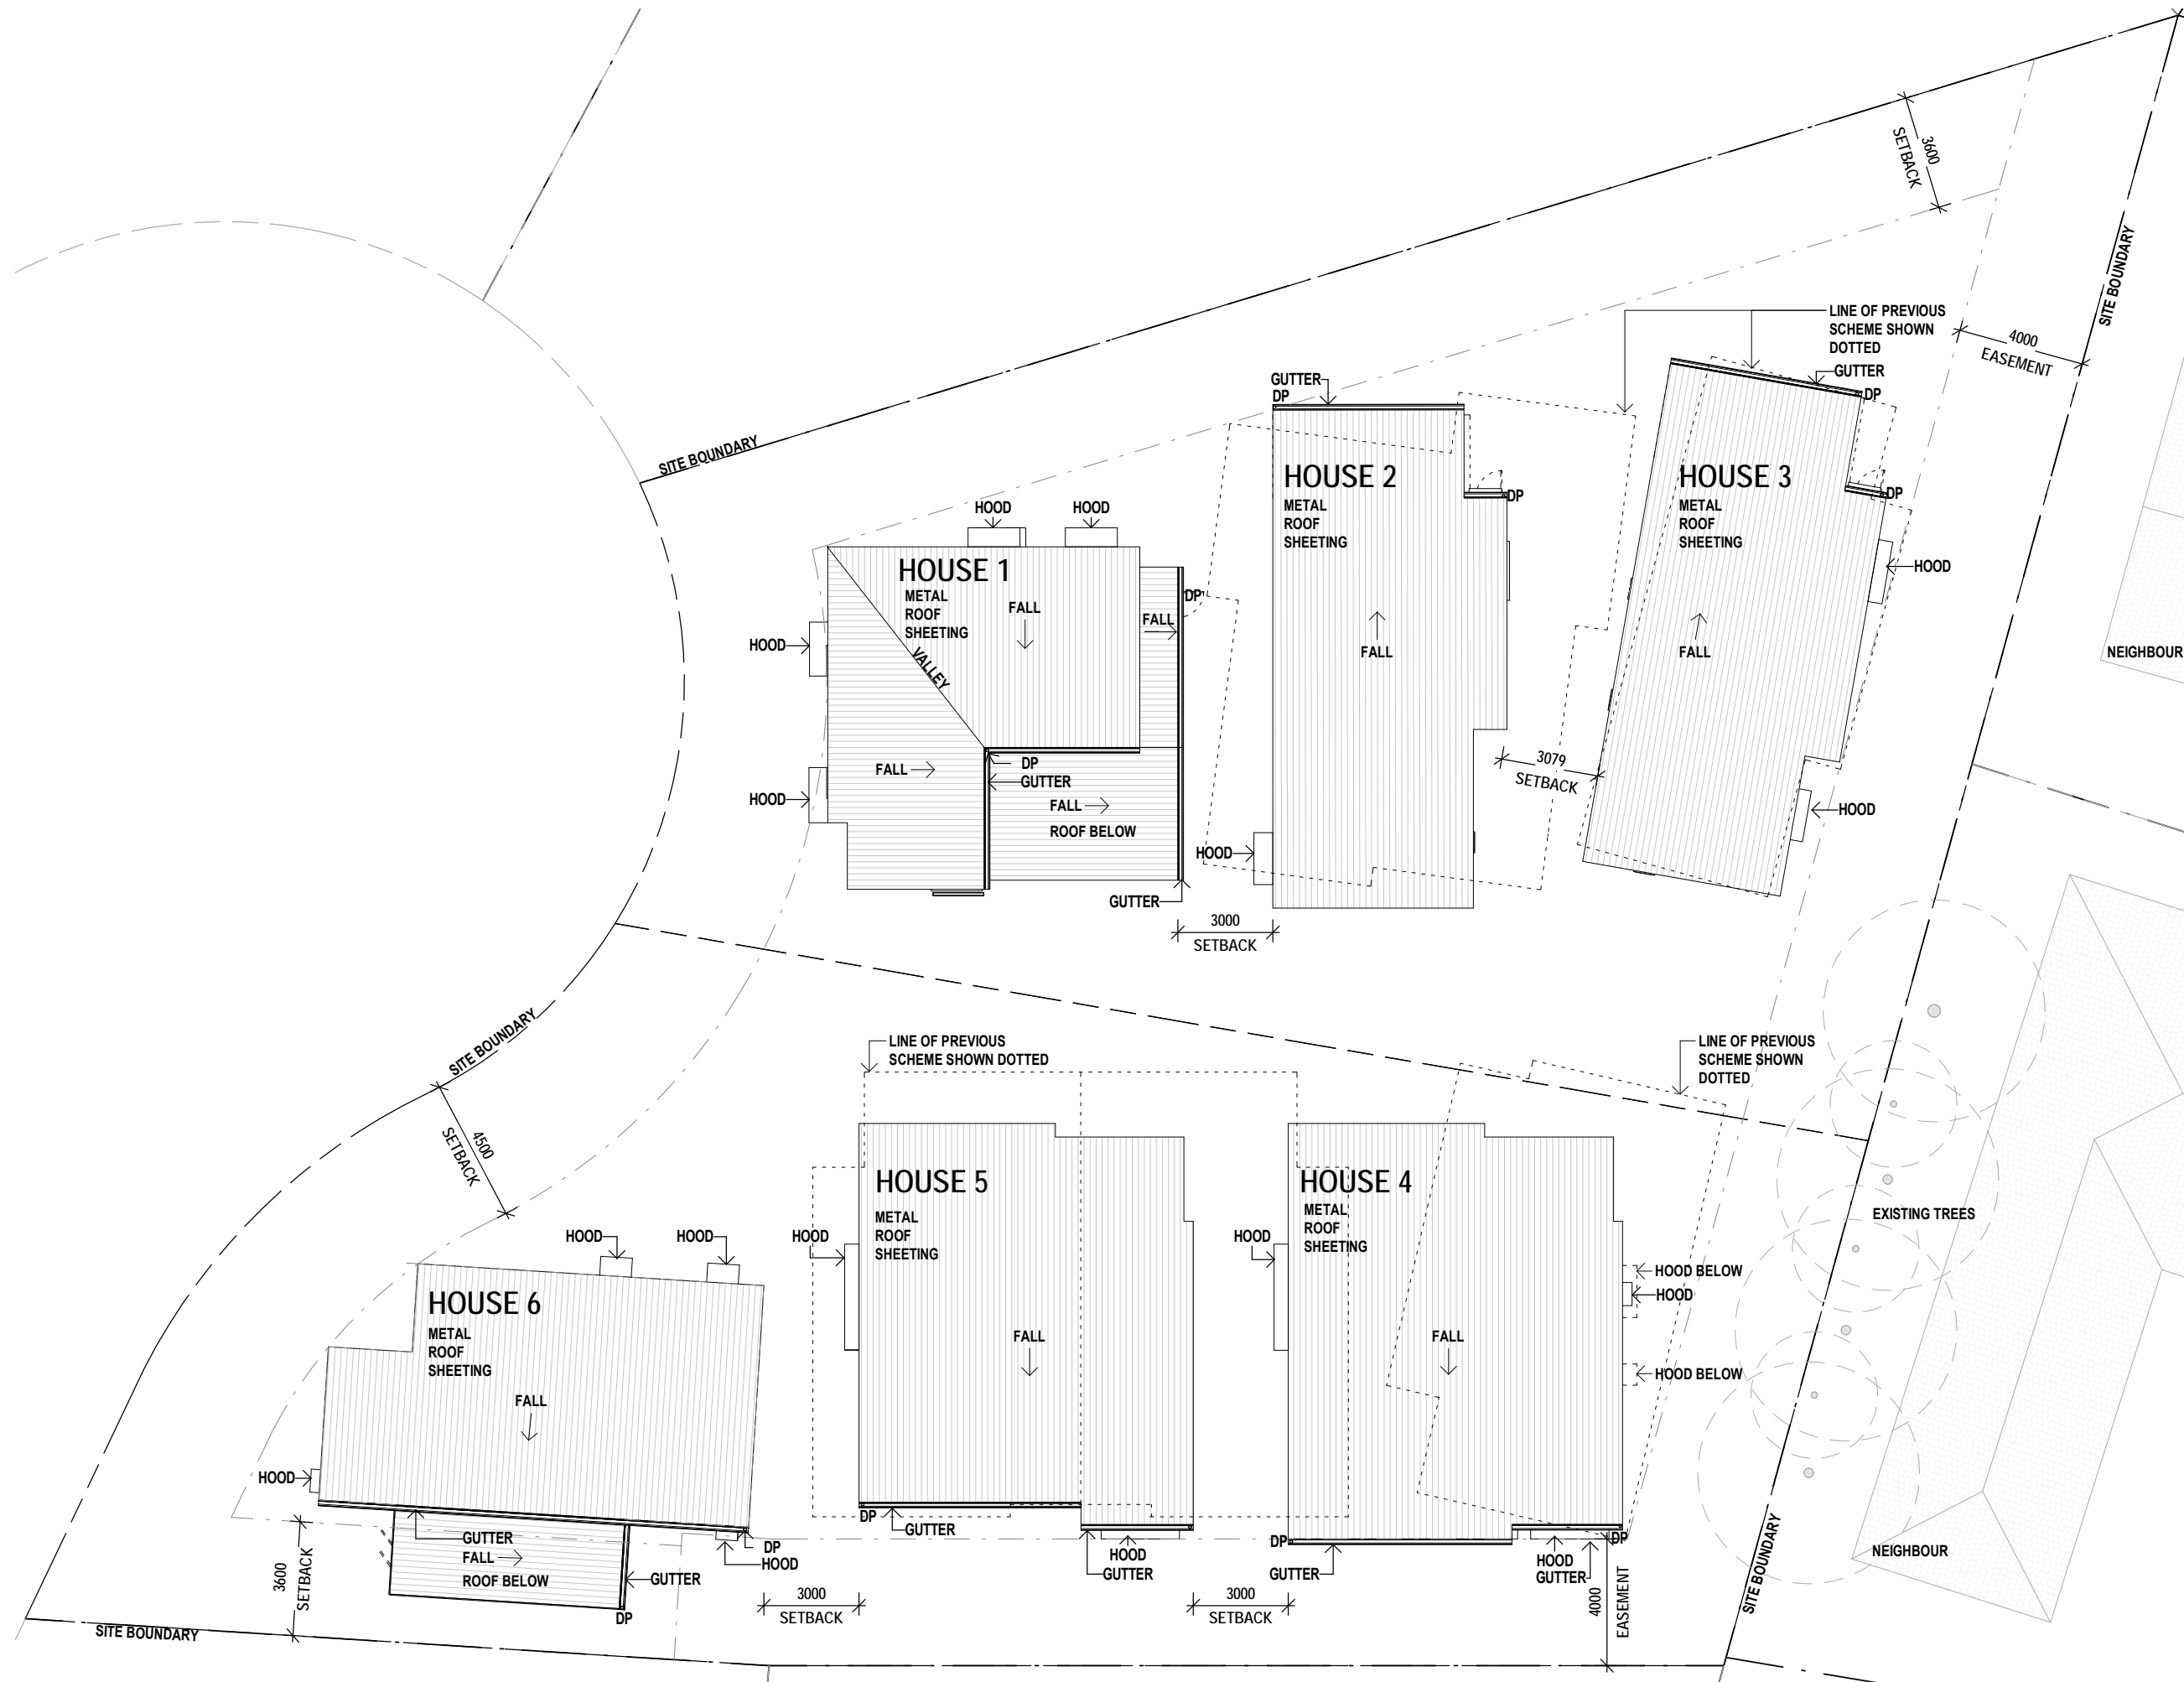 3600
SETBACK
SITE BOUNDARY
LINE OF PREVIOUS
SCHEME SHOWN
DOTTED
4000
EASEMENT
GUTTER
DP
GUTTER
DP
SITE BOUNDARY
HOUSE 2
METAL
ROOF
SHEETING
DP
FALL
HOOD
HOUSE 3
METAL
ROOF
SHEETING
DP
HOOD
FALL
HOOD
NEIGHBOUR
HOOD
HOOD
HOUSE 1
METAL
ROOF
SHEETING
FALL
DP
FALL
HOOD
VALLEY
FALL
DP
GUTTER
HOOD
FALL
ROOF BELOW
GUTTER
3079
SETBACK
3000
SETBACK
SITE BOUNDARY
4500
SETBACK
LINE OF PREVIOUS
SCHEME SHOWN DOTTED
LINE OF PREVIOUS
SCHEME SHOWN
DOTTED
HOUSE 5
METAL
ROOF
SHEETING
HOOD
FALL
DP
GUTTER
HOOD
GUTTER
HOUSE 4
METAL
ROOF
SHEETING
HOOD
FALL
HOOD BELOW
HOOD
HOOD BELOW
EXISTING TREES
DP
GUTTER
HOOD
GUTTER
DP
HOOD
HOOD
HOUSE 6
METAL
ROOF
SHEETING
FALL
HOOD
GUTTER
FALL
ROOF BELOW
GUTTER
DP
DP
HOOD
3600
SETBACK
3000
SETBACK
3000
SETBACK
4000
EASEMENT
SITE BOUNDARY
SITE BOUNDARY
NEIGHBOUR